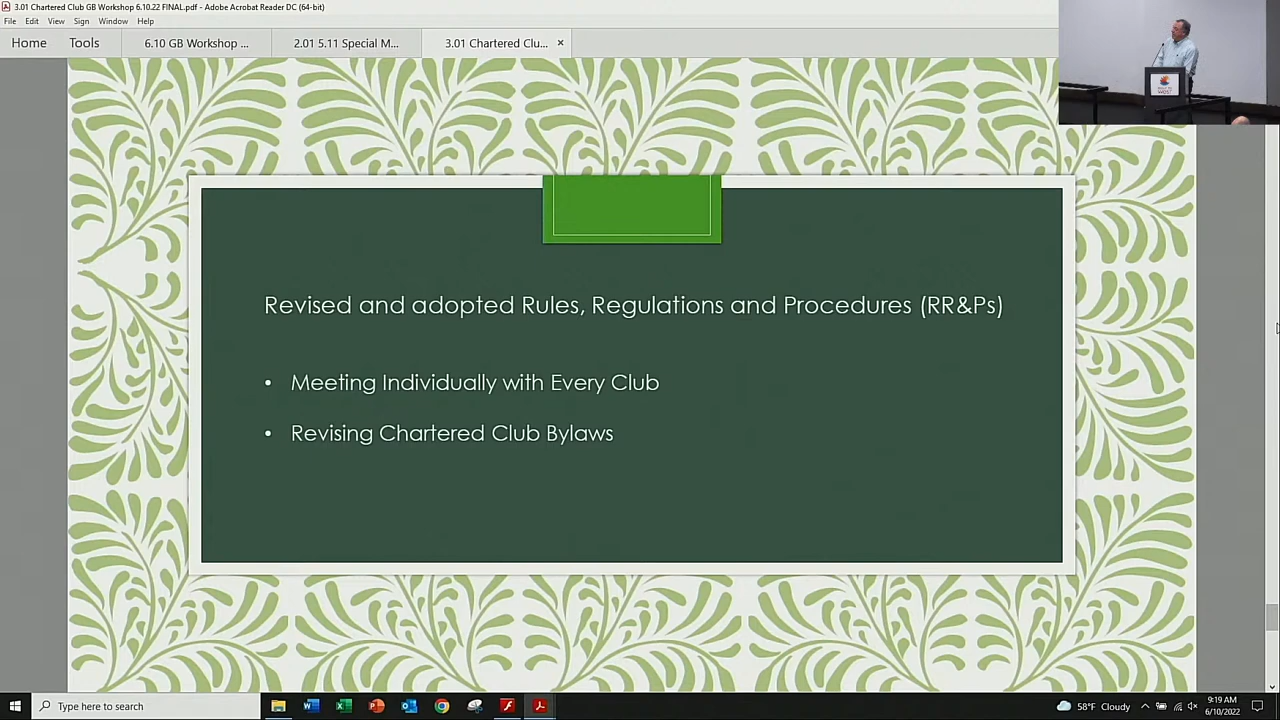 3.01 Chartered Club GB Workshop 6.10.22 FINAL.pdf - Adobe Acrobat Reader DC (64-bit)
File Edit View Sign Window Help
Home Tools 6.10 GB Workshop ... 2.01 5.11 Special M... 3.01 Chartered Clu... ×
Revised and adopted Rules, Regulations and Procedures (RR&Ps)
• Meeting Individually with Every Club
• Revising Chartered Club Bylaws
Type here to search
58°F Cloudy
9:19 AM
6/10/2022